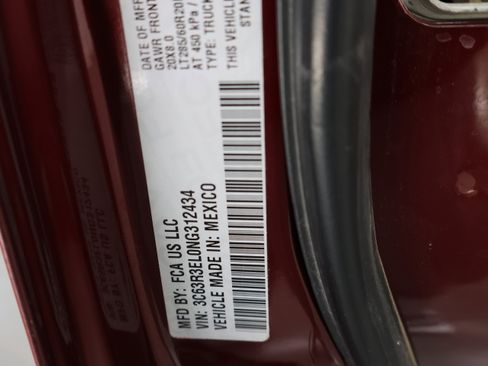 DATE OF MFR
GAWR FRONT
20X8.0
LT285/60R20
AT 450 kPa /
TYPE: TRUCK
THIS VEHICLE
STAN
MFD BY: FCA US LLC
VIN: 3C63R3EL0NG312434
VEHICLE MADE IN: MEXICO